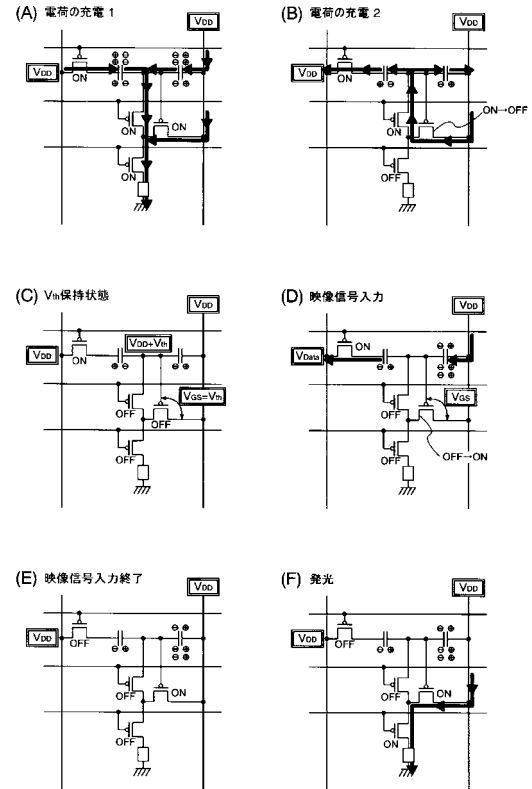 (A) 電荷の充電 1
VDD
VDD
ON
ON
ON
ON
(B) 電荷の充電 2
VDD
VDD
ON
ON→OFF
OFF
OFF
(C) Vth保持状態
VDD
VDD+Vth
VDD
ON
VGS=Vth
OFF
OFF
OFF
(D) 映像信号入力
VDD
VData
ON
VGS
OFF
OFF→ON
OFF
(E) 映像信号入力終了
VDD
VDD
OFF
ON
OFF
OFF
(F) 発光
VDD
VDD
OFF
ON
OFF
ON